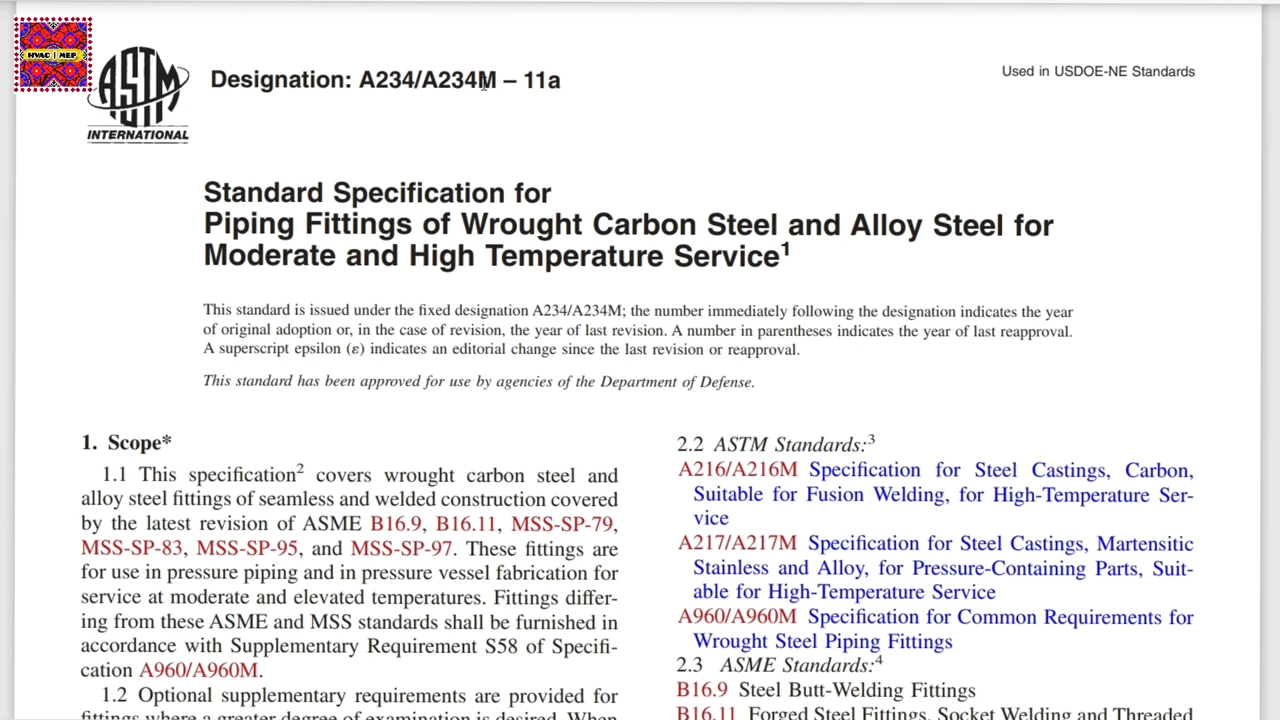 HVAC | MEP
ASTM
INTERNATIONAL
Designation: A234/A234M – 11a
Used in USDOE-NE Standards
Standard Specification for
Piping Fittings of Wrought Carbon Steel and Alloy Steel for
Moderate and High Temperature Service1
This standard is issued under the fixed designation A234/A234M; the number immediately following the designation indicates the year
of original adoption or, in the case of revision, the year of last revision. A number in parentheses indicates the year of last reapproval.
A superscript epsilon (ε) indicates an editorial change since the last revision or reapproval.
This standard has been approved for use by agencies of the Department of Defense.
1. Scope*
1.1 This specification2 covers wrought carbon steel and
alloy steel fittings of seamless and welded construction covered
by the latest revision of ASME B16.9, B16.11, MSS-SP-79,
MSS-SP-83, MSS-SP-95, and MSS-SP-97. These fittings are
for use in pressure piping and in pressure vessel fabrication for
service at moderate and elevated temperatures. Fittings differ-
ing from these ASME and MSS standards shall be furnished in
accordance with Supplementary Requirement S58 of Specifi-
cation A960/A960M.
1.2 Optional supplementary requirements are provided for
fittings where a greater degree of examination is desired. When
2.2 ASTM Standards:3
A216/A216M Specification for Steel Castings, Carbon,
Suitable for Fusion Welding, for High-Temperature Ser-
vice
A217/A217M Specification for Steel Castings, Martensitic
Stainless and Alloy, for Pressure-Containing Parts, Suit-
able for High-Temperature Service
A960/A960M Specification for Common Requirements for
Wrought Steel Piping Fittings
2.3 ASME Standards:4
B16.9 Steel Butt-Welding Fittings
B16.11 Forged Steel Fittings, Socket Welding and Threaded